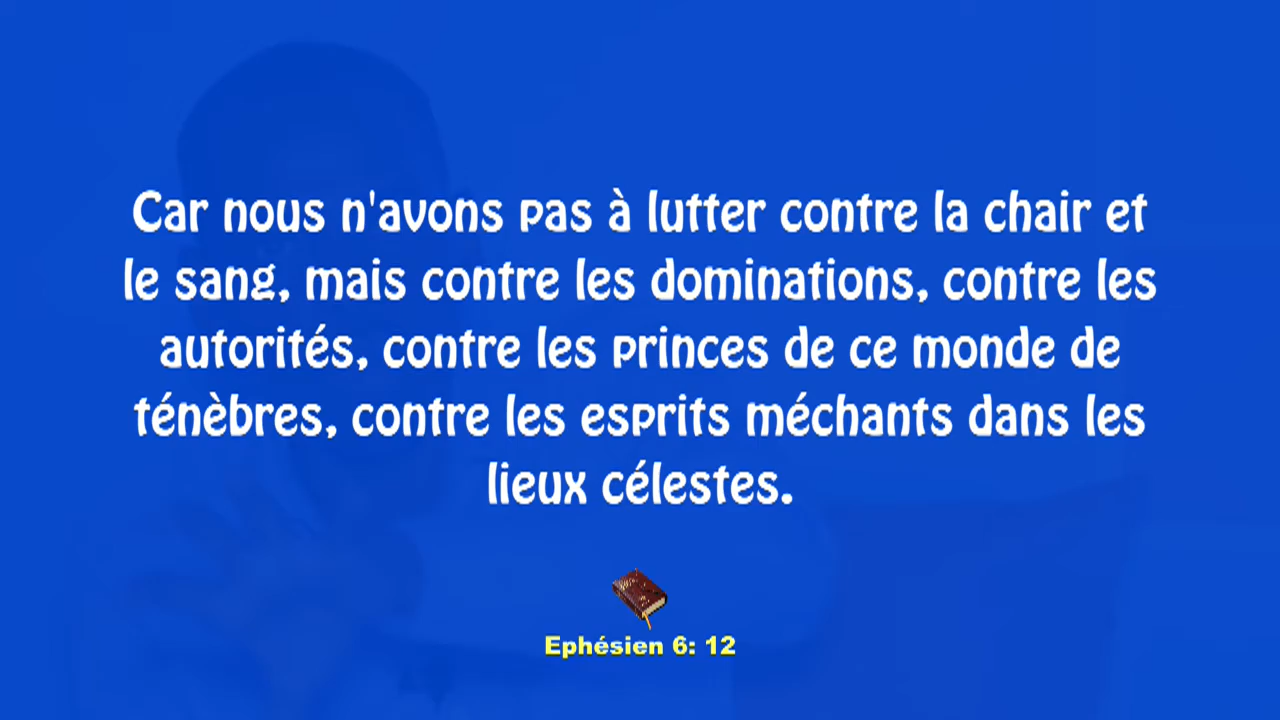 Car nous n'avons pas à lutter contre la chair et
le sang, mais contre les dominations, contre les
autorités, contre les princes de ce monde de
ténèbres, contre les esprits méchants dans les
lieux célestes.
Ephésien 6: 12